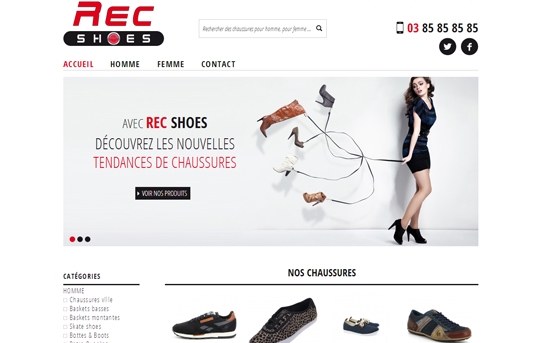 REC
SHOES
Rechercher des chaussures pour homme, pour femme ...
03 85 85 85 85
ACCUEIL HOMME FEMME CONTACT
AVEC REC SHOES
DÉCOUVREZ LES NOUVELLES
TENDANCES DE CHAUSSURES
VOIR NOS PRODUITS
CATÉGORIES
NOS CHAUSSURES
HOMME
Chaussures ville
Baskets basses
Baskets montantes
Skate shoes
Bottes & Boots